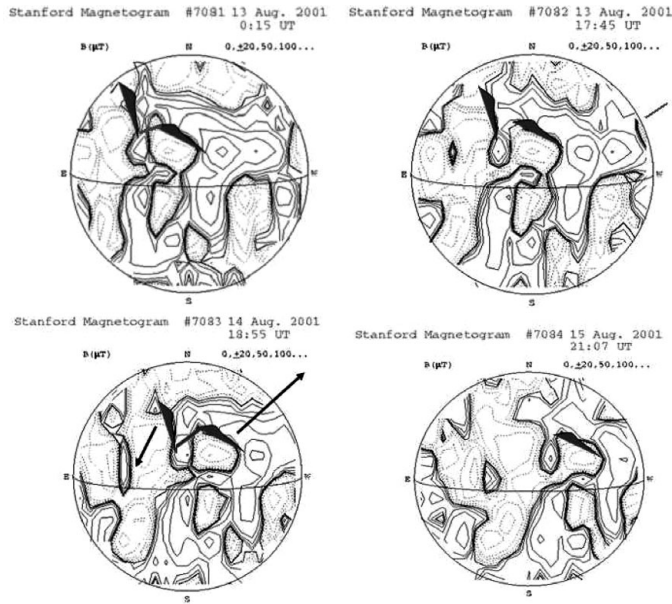 Stanford Magnetogram #7081 13 Aug. 2001
0:15 UT
B(μT) N 0,±20,50,100...
E W
S
Stanford Magnetogram #7082 13 Aug. 2001
17:45 UT
B(μT) N 0,±20,50,100...
E W
S
Stanford Magnetogram #7083 14 Aug. 2001
18:55 UT
B(μT) N 0,±20,50,100...
E W
S
Stanford Magnetogram #7084 15 Aug. 2001
21:07 UT
B(μT) N 0,±20,50,100...
E W
S